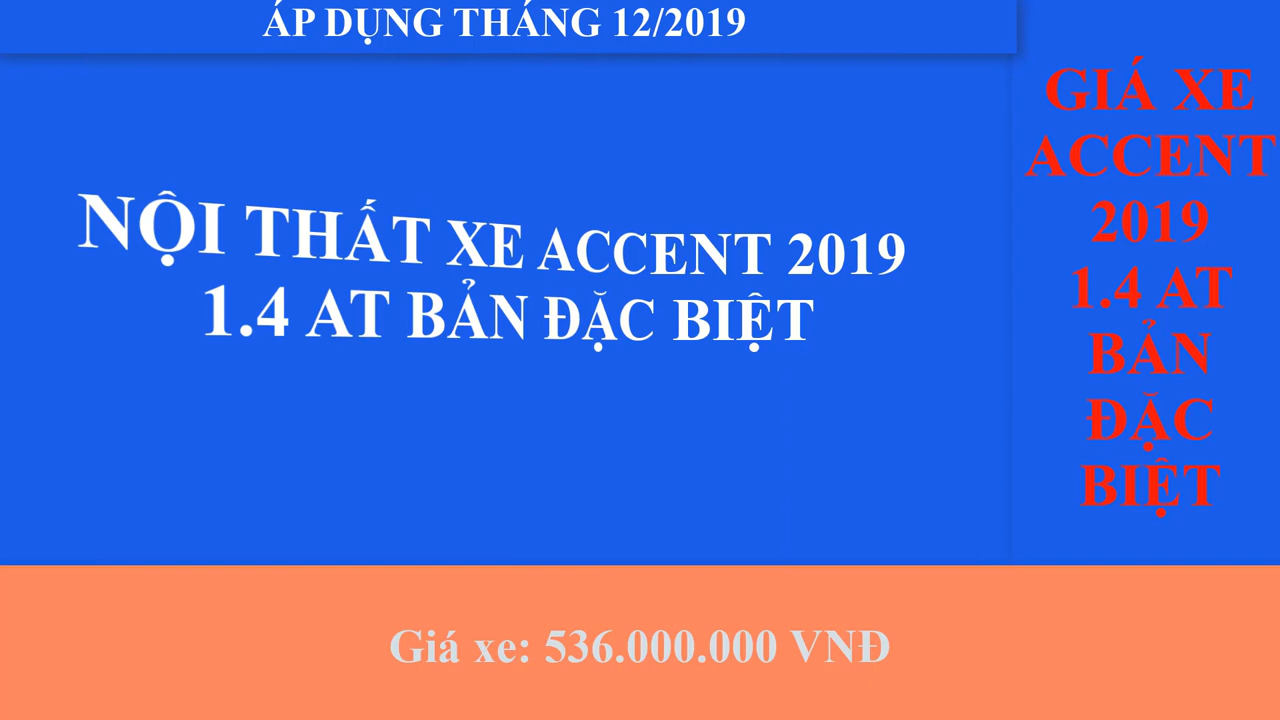 ÁP DỤNG THÁNG 12/2019
NỘI THẤT XE ACCENT 2019
1.4 AT BẢN ĐẶC BIỆT
GIÁ XE
ACCENT
2019
1.4 AT
BẢN
ĐẶC
BIỆT
Giá xe: 536.000.000 VNĐ